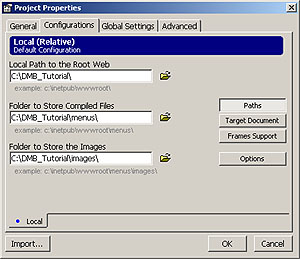 Project Properties
General Configurations Global Settings Advanced
Local (Relative)
Default Configuration
Local Path to the Root Web
C:\DMB_Tutorial\
example: c:\inetpub\wwwroot\
Folder to Store Compiled Files
C:\DMB_Tutorial\menus\
example: c:\inetpub\wwwroot\menus\
Folder to Store the Images
C:\DMB_Tutorial\images\
example: c:\inetpub\wwwroot\menus\images\
Paths
Target Document
Frames Support
Options
Local
Import... OK Cancel